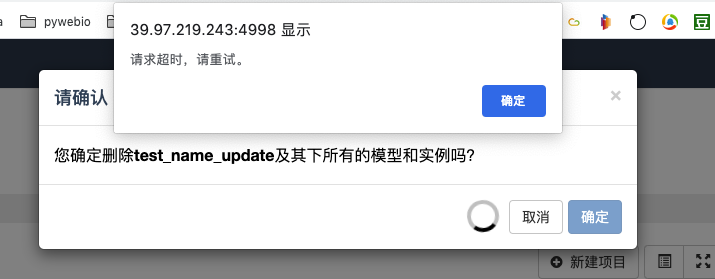 a pywebio
豆
39.97.219.243:4998 显示
请求超时，请重试。
确定
请确认 ×
您确定删除test_name_update及其下所有的模型和实例吗?
取消 确定
新建项目